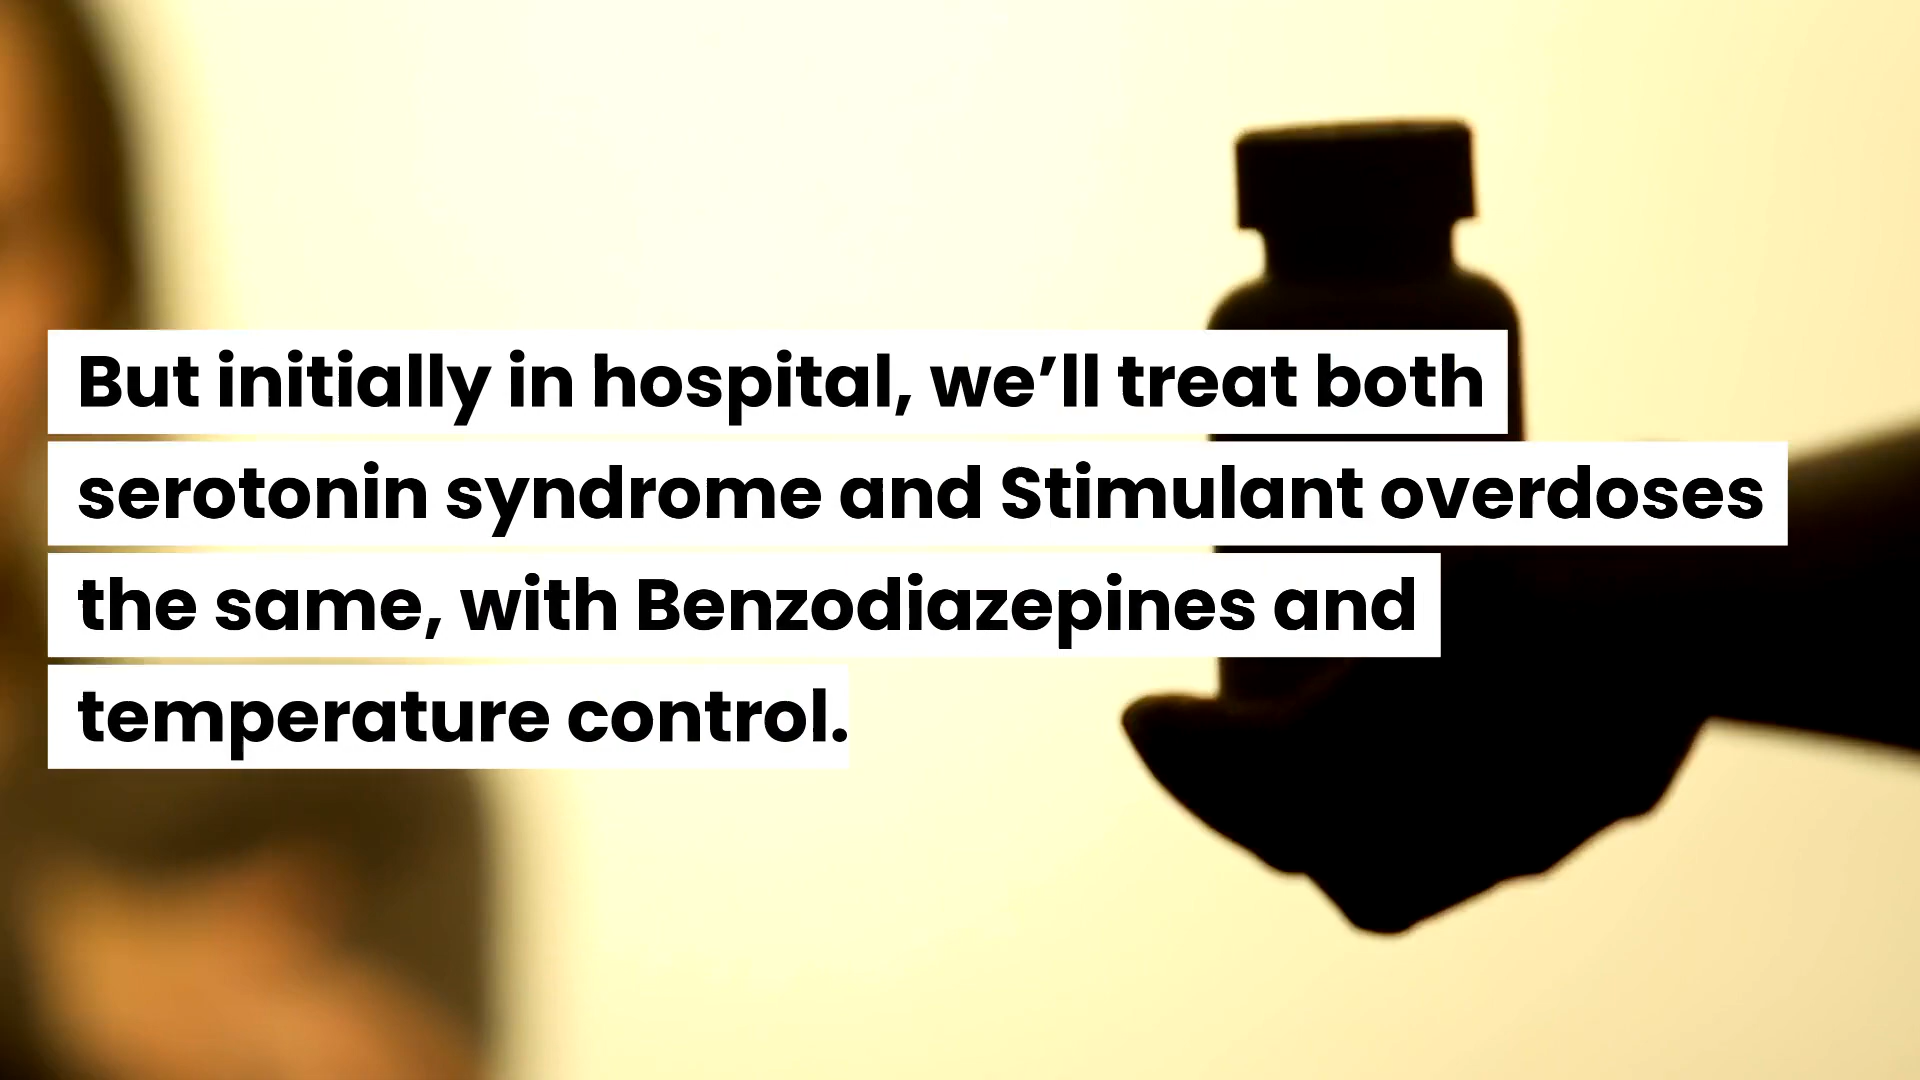 But initially in hospital, we’ll treat both
serotonin syndrome and Stimulant overdoses
the same, with Benzodiazepines and
temperature control.